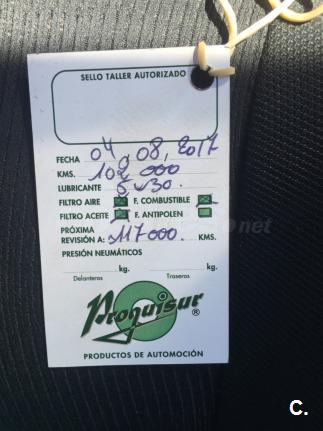 SELLO TALLER AUTORIZADO
FECHA 04, 08, 2017
KMS. 102 000
LUBRICANTE 5w30.
FILTRO AIRE F. COMBUSTIBLE
FILTRO ACEITE F. ANTIPOLEN
PRÓXIMA
REVISIÓN A: 117000. KMS.
PRESIÓN NEUMÁTICOS
kg. kg.
Delanteros Traseros
Proquisur ®
PRODUCTOS DE AUTOMOCIÓN
C.